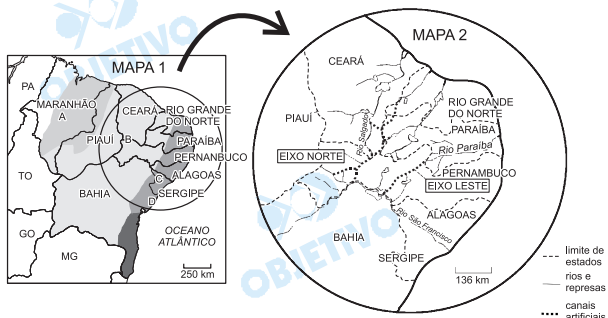 MAPA 1
PA
MARANHÃO
A
CEARÁ
RIO GRANDE
DO NORTE
PIAUÍ
B
PARAÍBA
PERNANBUCO
TO
C
ALAGOAS
BAHIA
D
SERGIPE
GO
OCEANO
ATLÂNTICO
MG
250 km
MAPA 2
CEARÁ
RIO GRANDE
DO NORTE
PIAUÍ
Rio Salgado
PARAÍBA
Rio Paraíba
EIXO NORTE
PERNAMBUCO
EIXO LESTE
Rio São Francisco
ALAGOAS
BAHIA
SERGIPE
136 km
limite de
estados
rios e
represas
canais
artificiais
OBJETIVO
OBJETIVO